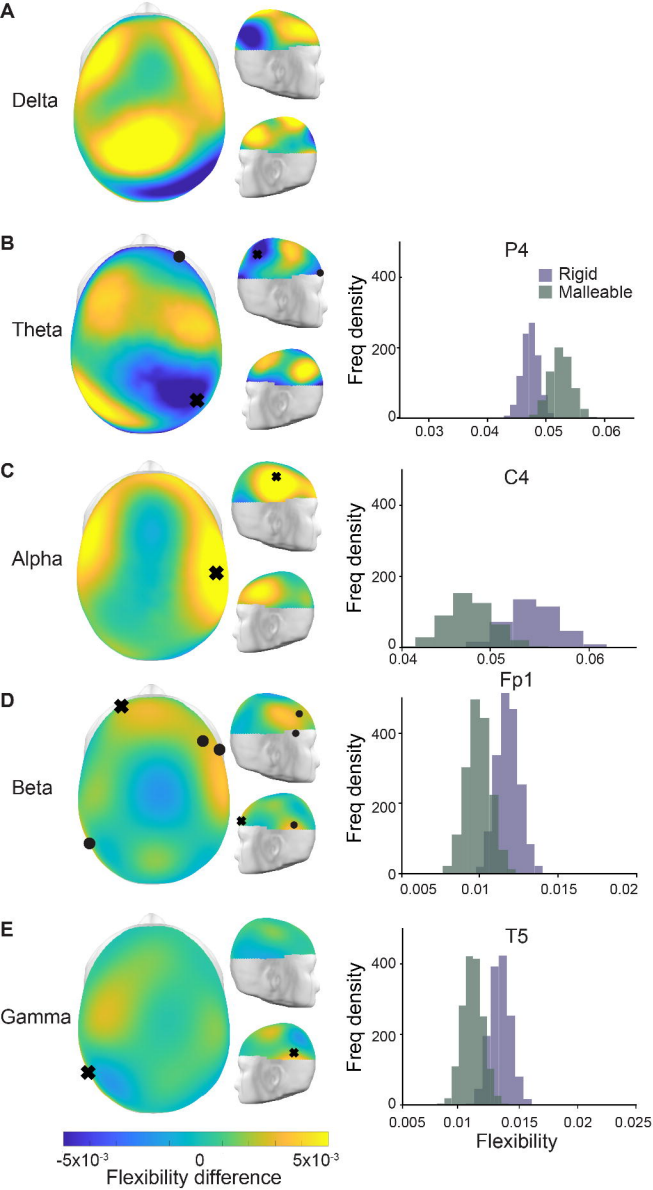 A
Delta
B
Theta
P4
Rigid
Malleable
Freq density
400
200
0
0.03 0.04 0.05 0.06
C
Alpha
C4
Freq density
400
200
0
0.04 0.05 0.06
D
Beta
Fp1
Freq density
400
200
0
0.005 0.01 0.015 0.02
E
Gamma
T5
Freq density
400
200
0
0.005 0.01 0.015 0.02 0.025
Flexibility
-5x10⁻³ 0 5x10⁻³
Flexibility difference